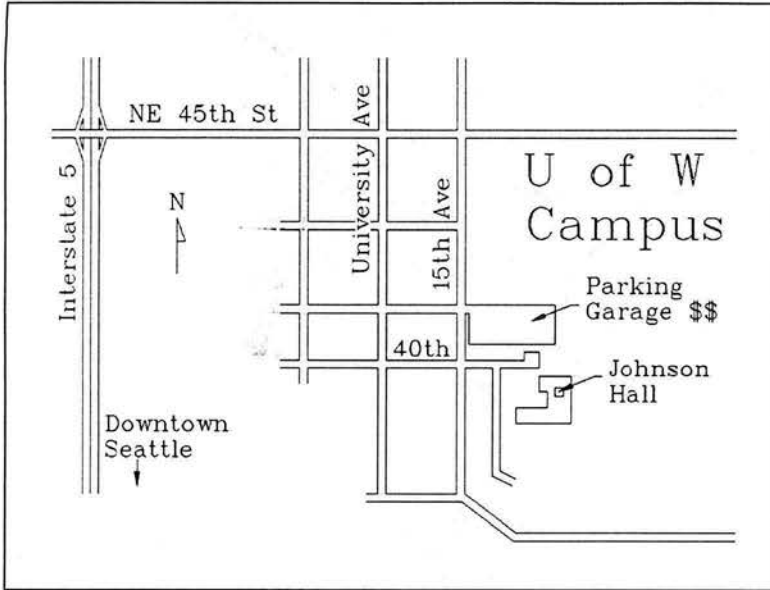 NE 45th St
University Ave
U of W
Campus
15th Ave
Interstate 5
N
Parking
Garage $$
40th
Johnson
Hall
Downtown
Seattle